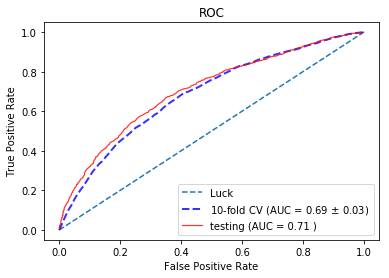 ROC
True Positive Rate
1.0
0.8
0.6
0.4
0.2
0.0
Luck
10-fold CV (AUC = 0.69 ± 0.03)
testing (AUC = 0.71 )
0.0 0.2 0.4 0.6 0.8 1.0
False Positive Rate